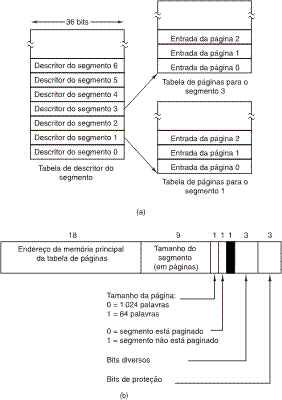 36 bits
Descritor do segmento 6
Descritor do segmento 5
Descritor do segmento 4
Descritor do segmento 3
Descritor do segmento 2
Descritor do segmento 1
Descritor do segmento 0
Tabela de descritor do
segmento
Entrada da página 2
Entrada da página 1
Entrada da página 0
Tabela de páginas para o
segmento 3
Entrada da página 2
Entrada da página 1
Entrada da página 0
Tabela de páginas para o
segmento 1
(a)
18 9 1 1 1 3 3
Endereço da memória principal
da tabela de páginas
Tamanho do
segmento
(em páginas)
Tamanho da página:
0 = 1 024 palavras
1 = 64 palavras
0 = segmento está paginado
1 = segmento não está paginado
Bits diversos
Bits de proteção
(b)